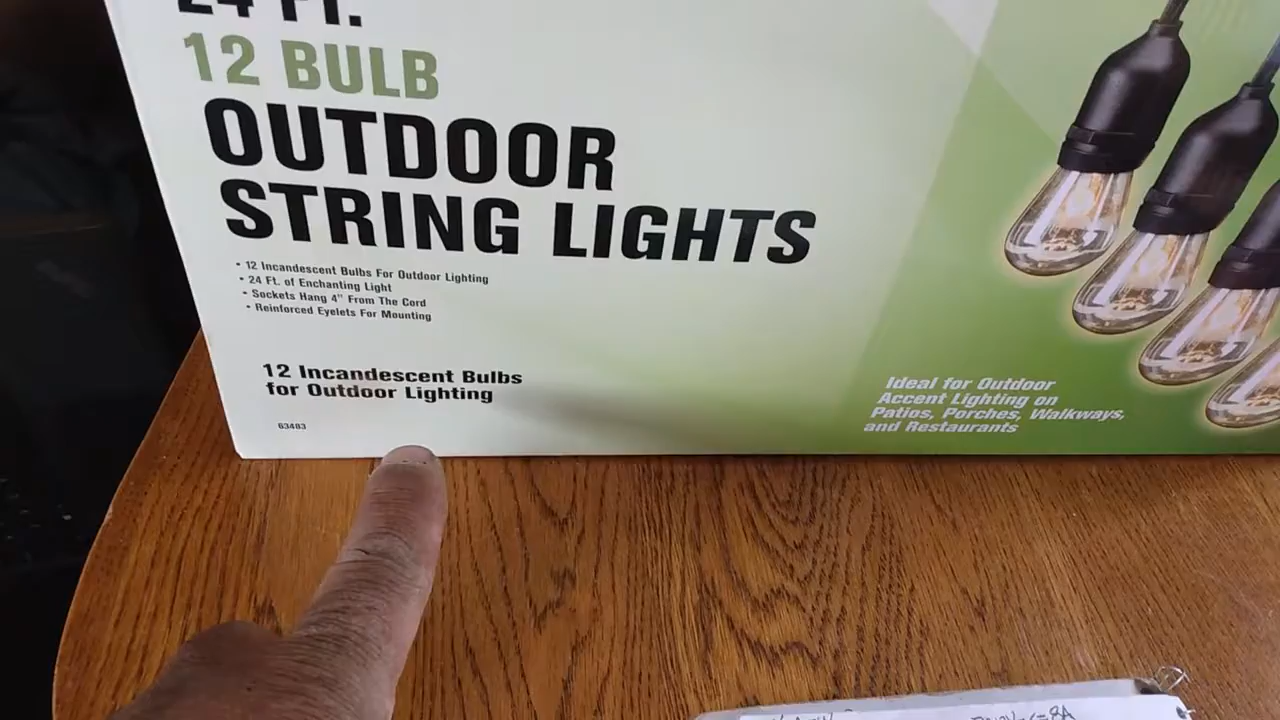 24 Ft.
12 BULB
OUTDOOR
STRING LIGHTS
• 12 Incandescent Bulbs For Outdoor Lighting
• 24 Ft. of Enchanting Light
• Sockets Hang 4" From The Cord
• Reinforced Eyelets For Mounting
12 Incandescent Bulbs
for Outdoor Lighting
63483
Ideal for Outdoor
Accent Lighting on
Patios, Porches, Walkways,
and Restaurants